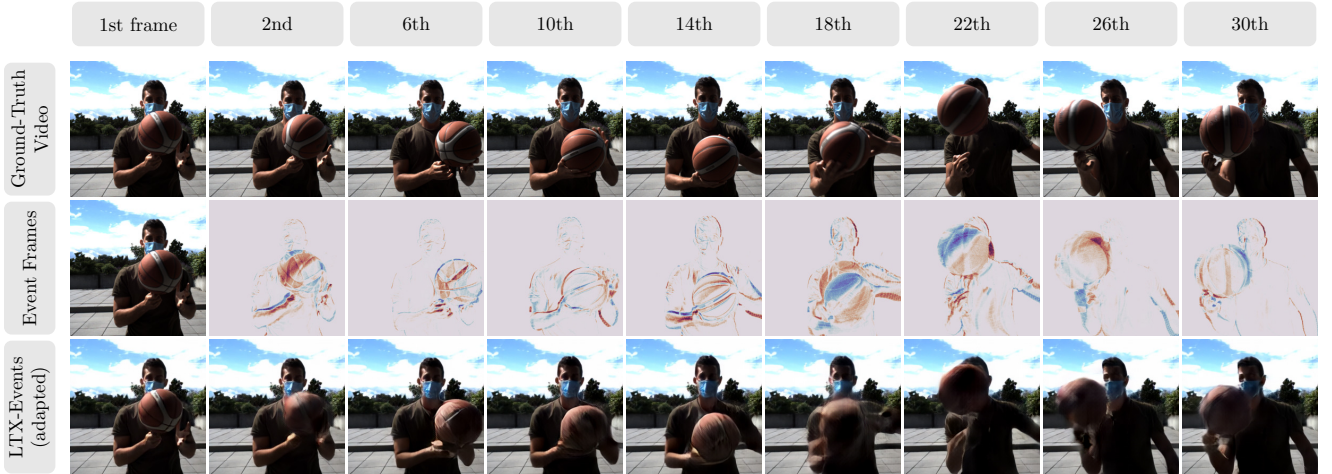 1st frame
2nd
6th
10th
14th
18th
22th
26th
30th
Ground-Truth
Video
Event Frames
LTX-Events
(adapted)